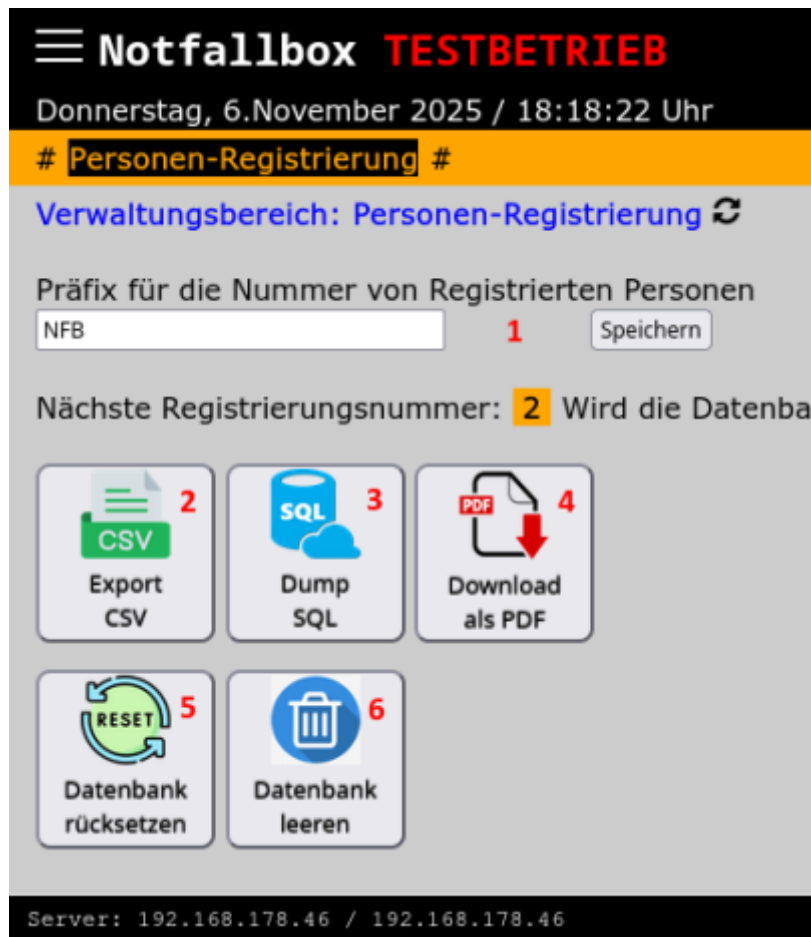 Notfallbox TESTBETRIEB
Donnerstag, 6.November 2025 / 18:18:22 Uhr
# Personen-Registrierung #
Verwaltungsbereich: Personen-Registrierung
Präfix für die Nummer von Registrierten Personen
NFB 1 Speichern
Nächste Registrierungsnummer: 2 Wird die Datenba
CSV 2
Export
CSV
SQL 3
Dump
SQL
PDF 4
Download
als PDF
RESET 5
Datenbank
rücksetzen
6
Datenbank
leeren
Server: 192.168.178.46 / 192.168.178.46